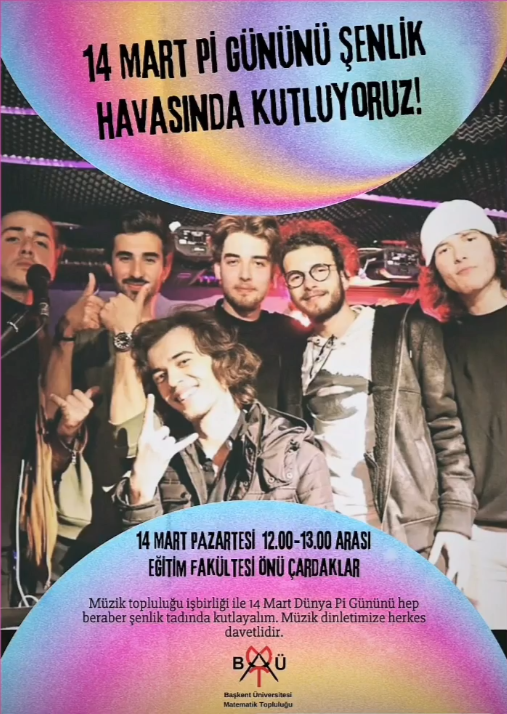 14 MART Pİ GÜNÜNÜ ŞENLİK
HAVASINDA KUTLUYORUZ!
14 MART PAZARTESİ 12.00-13.00 ARASI
EĞİTİM FAKÜLTESİ ÖNÜ ÇARDAKLAR
Müzik topluluğu işbirliği ile 14 Mart Dünya Pi Gününü hep
beraber şenlik tadında kutlayalım. Müzik dinletimize herkes
davetlidir.
BAÜ
Başkent Üniversitesi
Matematik Topluluğu